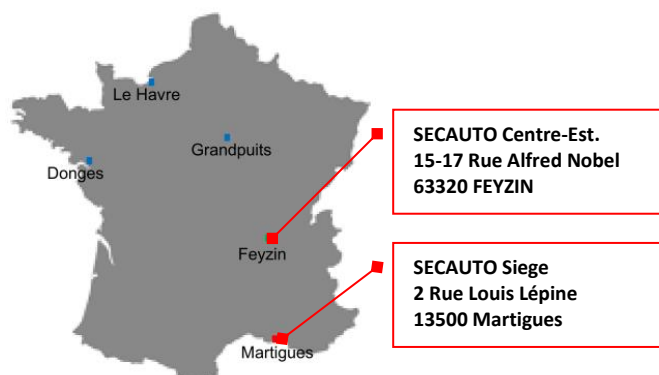 Le Havre
Grandpuits
Donges
Feyzin
Martigues
SECAUTO Centre-Est.
15-17 Rue Alfred Nobel
63320 FEYZIN
SECAUTO Siege
2 Rue Louis Lépine
13500 Martigues